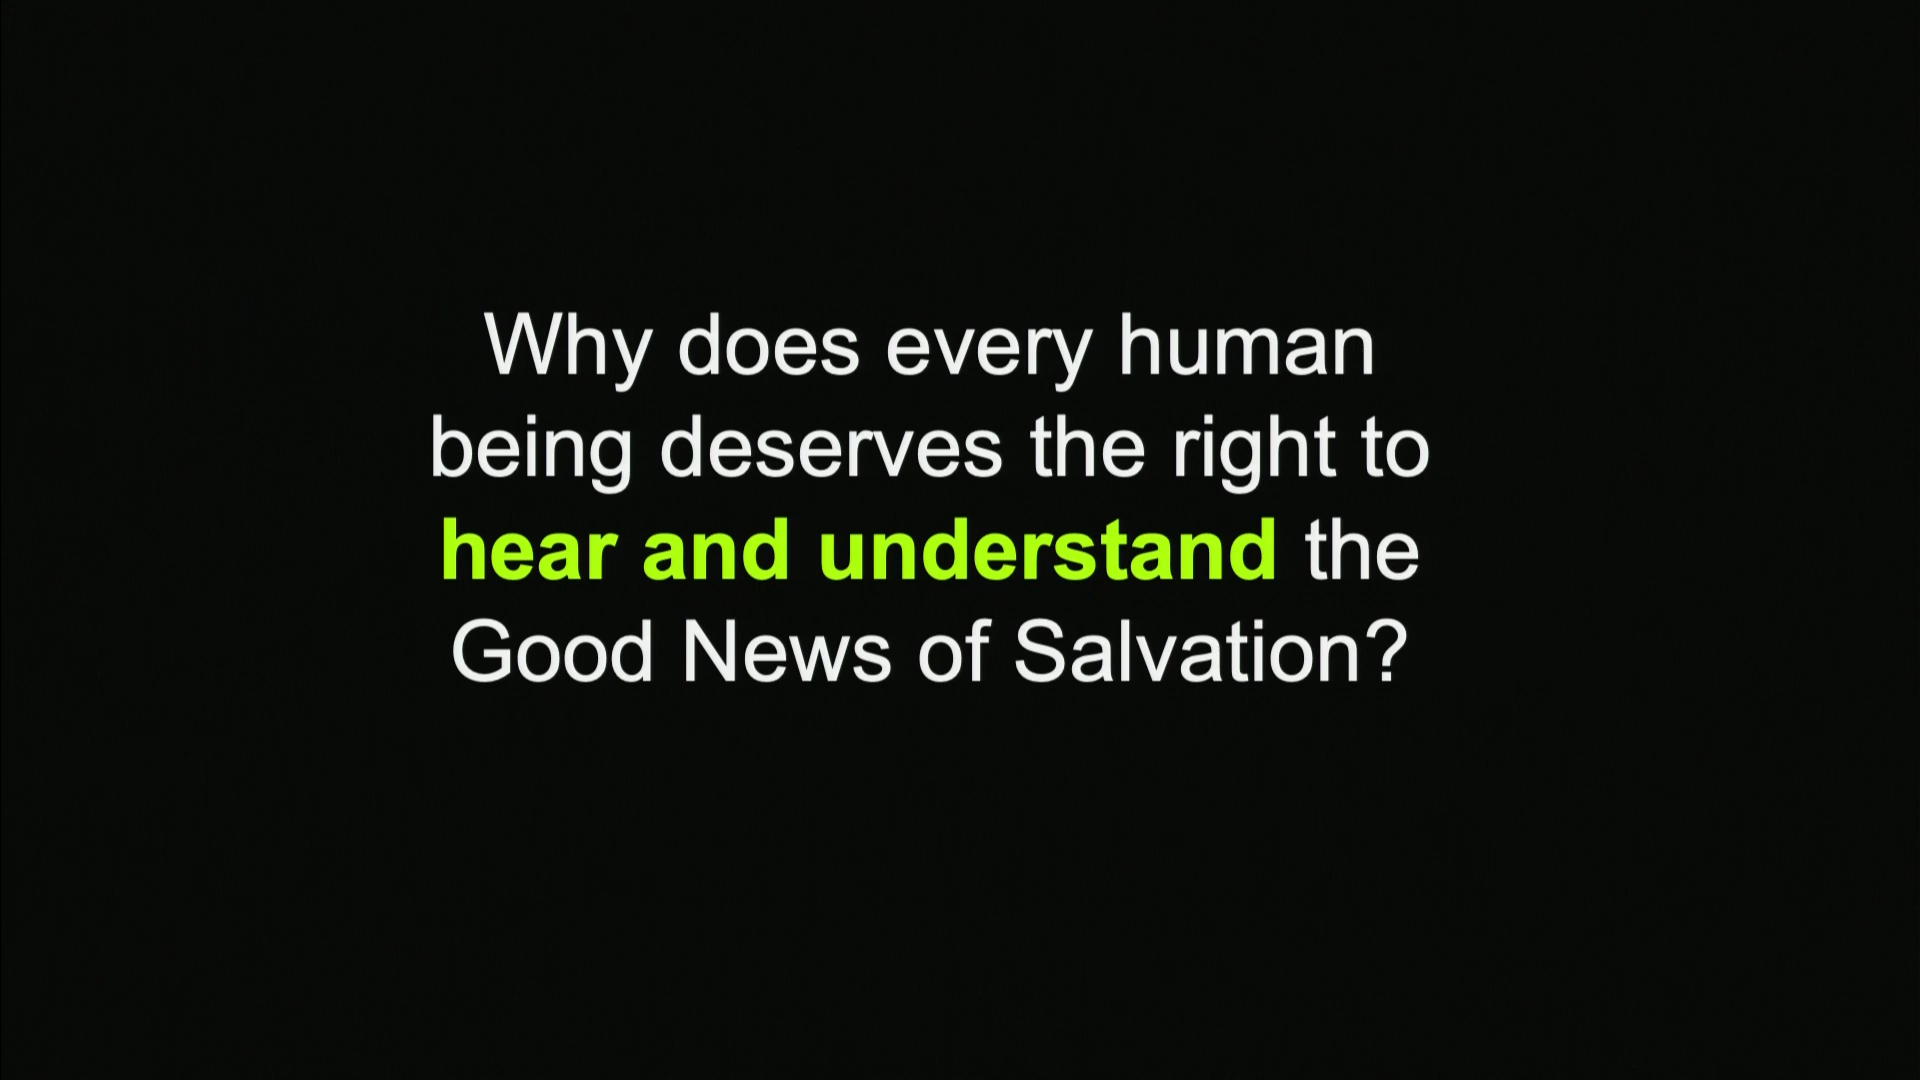 Why does every human
being deserves the right to
hear and understand the
Good News of Salvation?